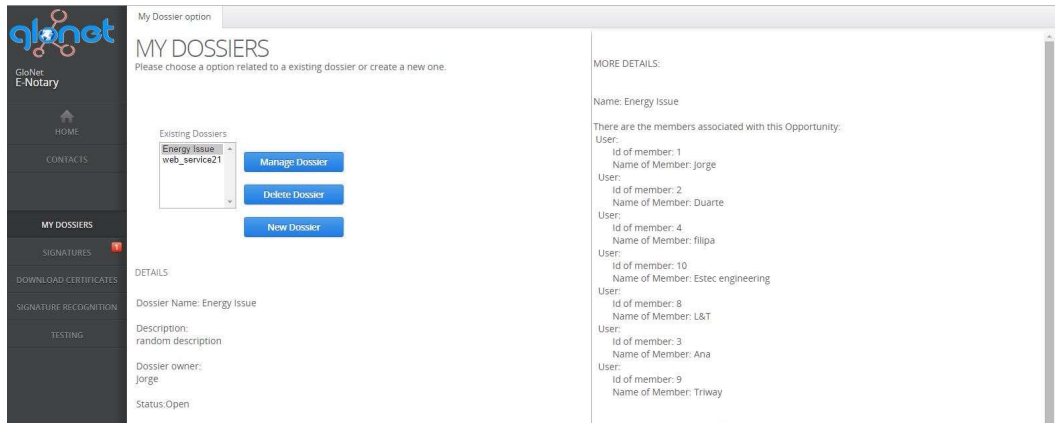 glonet
GloNet
E-Notary
HOME
CONTACTS
MY DOSSIERS
SIGNATURES
1
DOWNLOAD CERTIFICATES
SIGNATURE RECOGNITION
TESTING
My Dossier option
MY DOSSIERS
Please choose a option related to a existing dossier or create a new one.
Existing Dossiers
Energy Issue
web_service21
Manage Dossier
Delete Dossier
New Dossier
DETAILS
Dossier Name: Energy Issue
Description:
random description
Dossier owner:
Jorge
Status:Open
MORE DETAILS:
Name: Energy Issue
There are the members associated with this Opportunity:
User:
Id of member: 1
Name of Member: Jorge
User:
Id of member: 2
Name of Member: Duarte
User:
Id of member: 4
Name of Member: filipa
User:
Id of member: 10
Name of Member: Estec engineering
User:
Id of member: 8
Name of Member: L&T
User:
Id of member: 3
Name of Member: Ana
User:
Id of member: 9
Name of Member: Triway